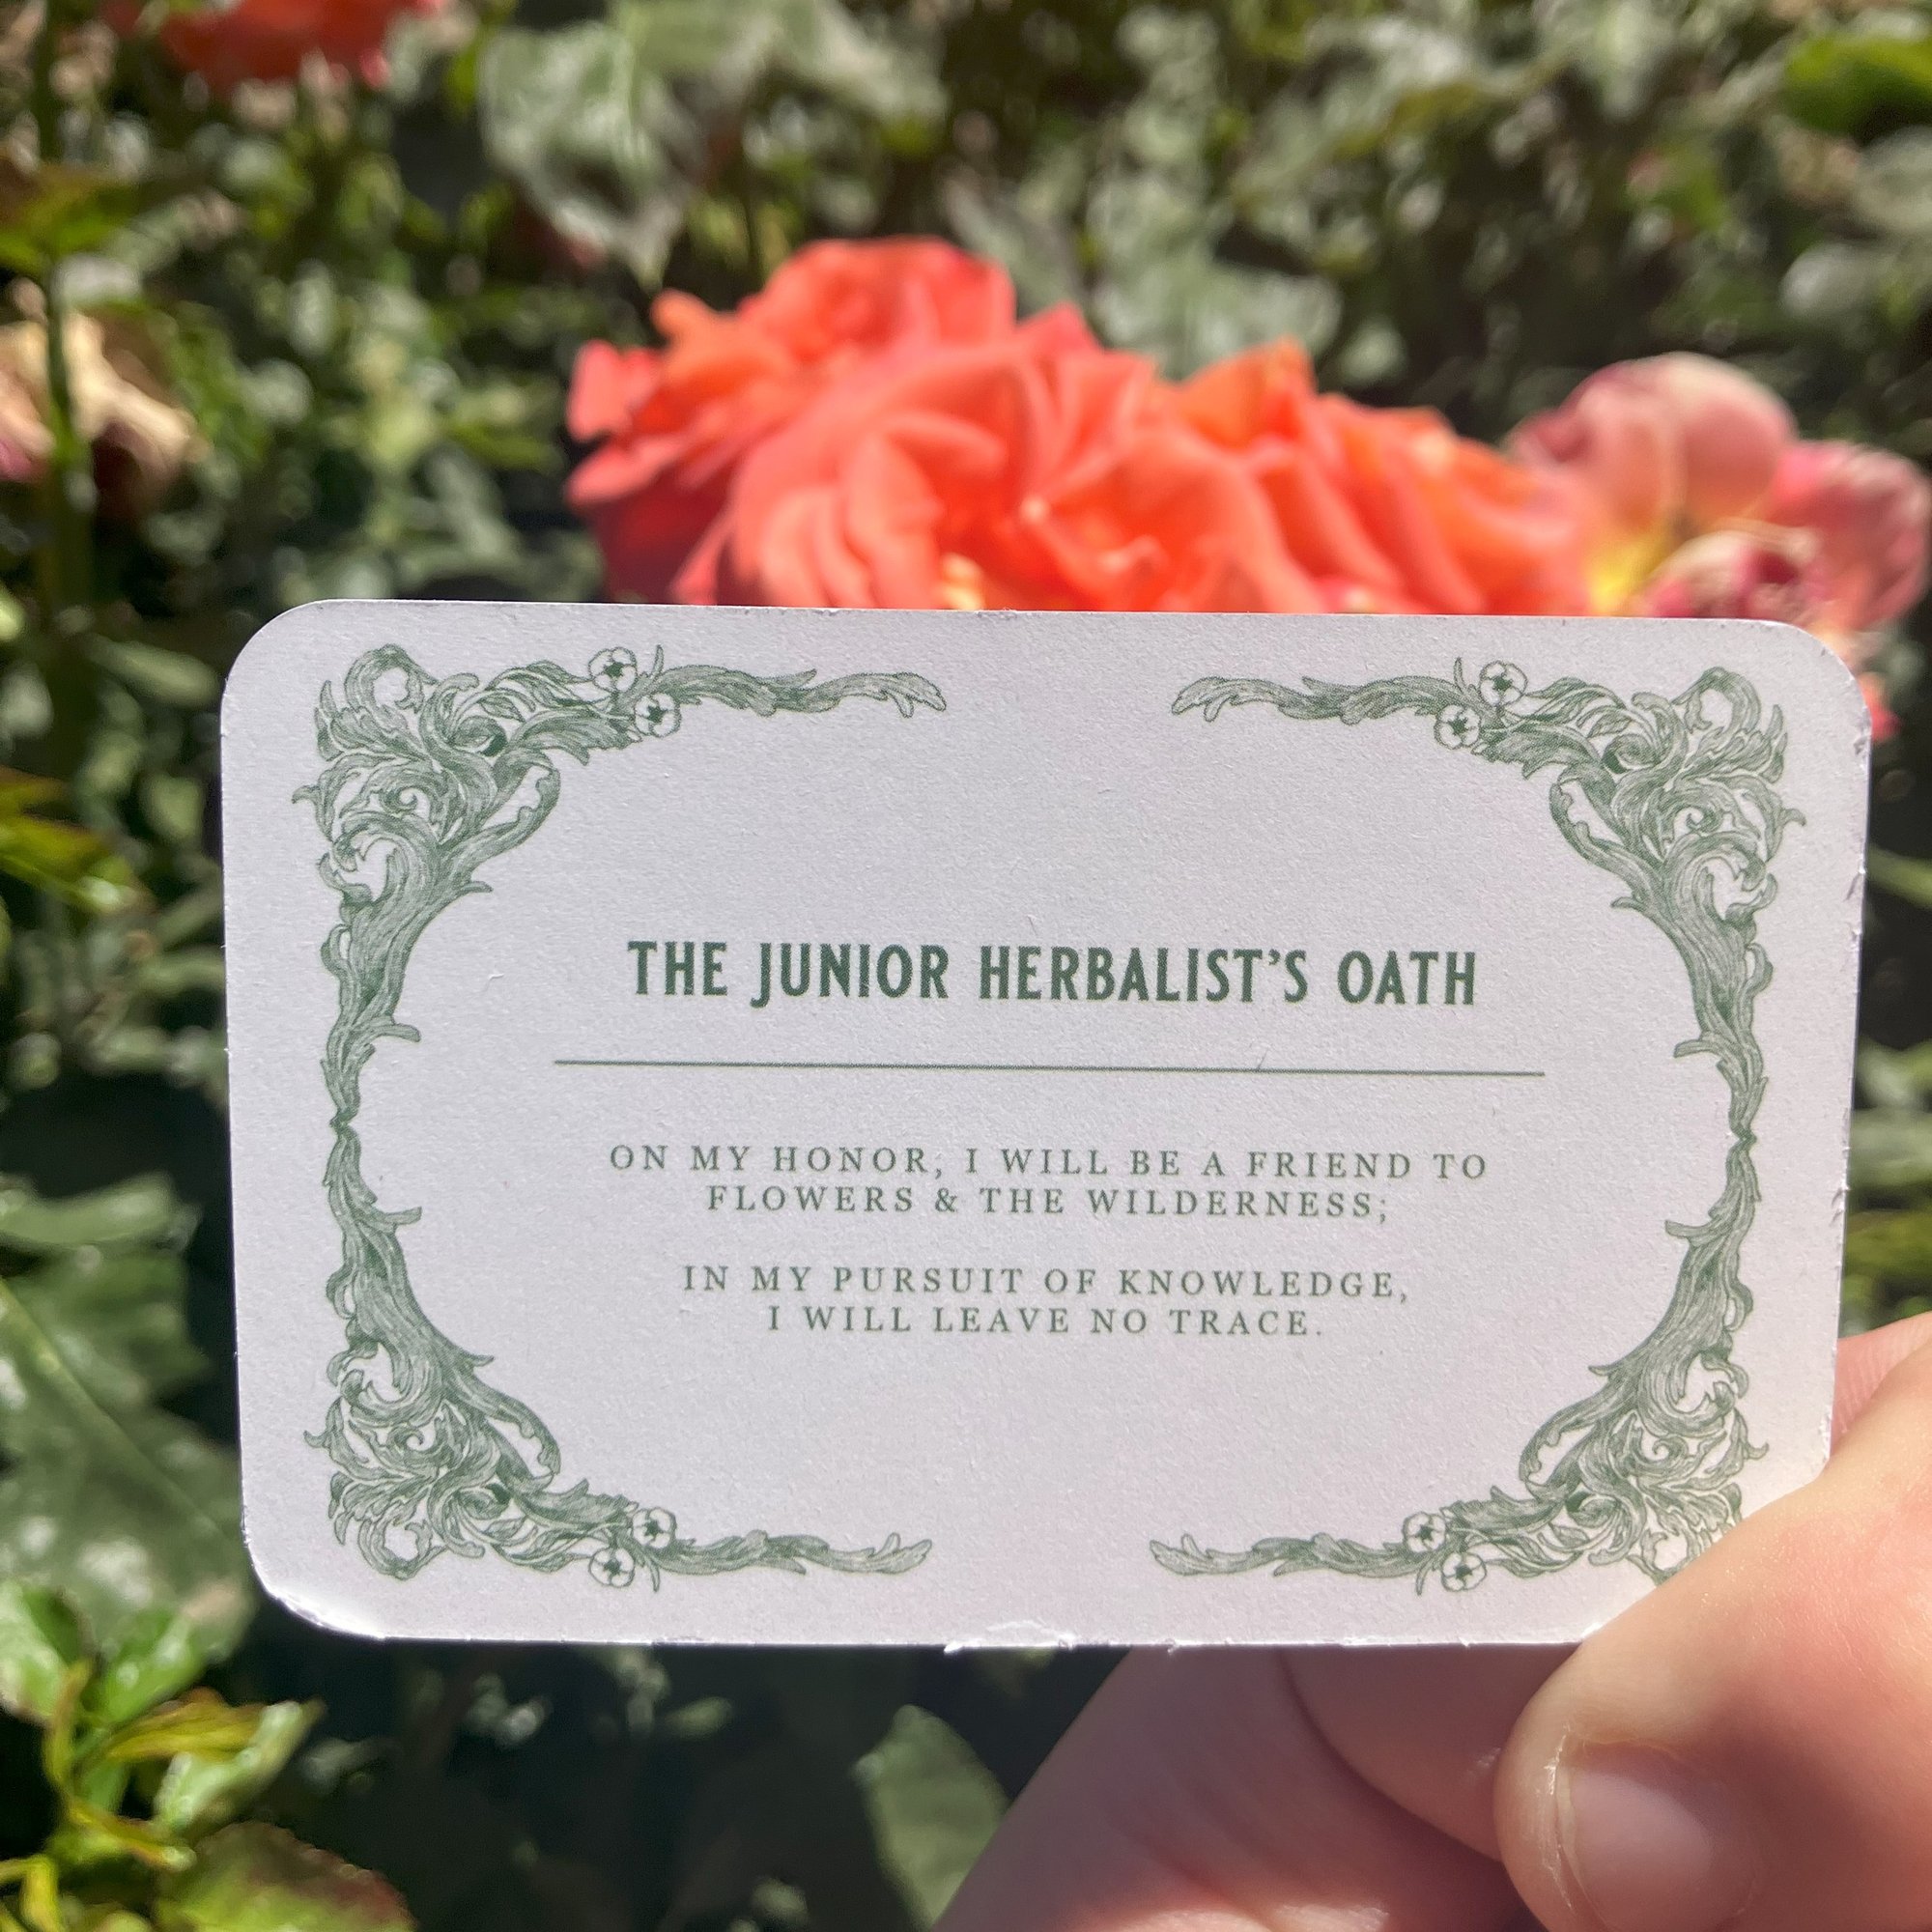 THE JUNIOR HERBALIST’S OATH
ON MY HONOR, I WILL BE A FRIEND TO
FLOWERS & THE WILDERNESS;
IN MY PURSUIT OF KNOWLEDGE,
I WILL LEAVE NO TRACE.